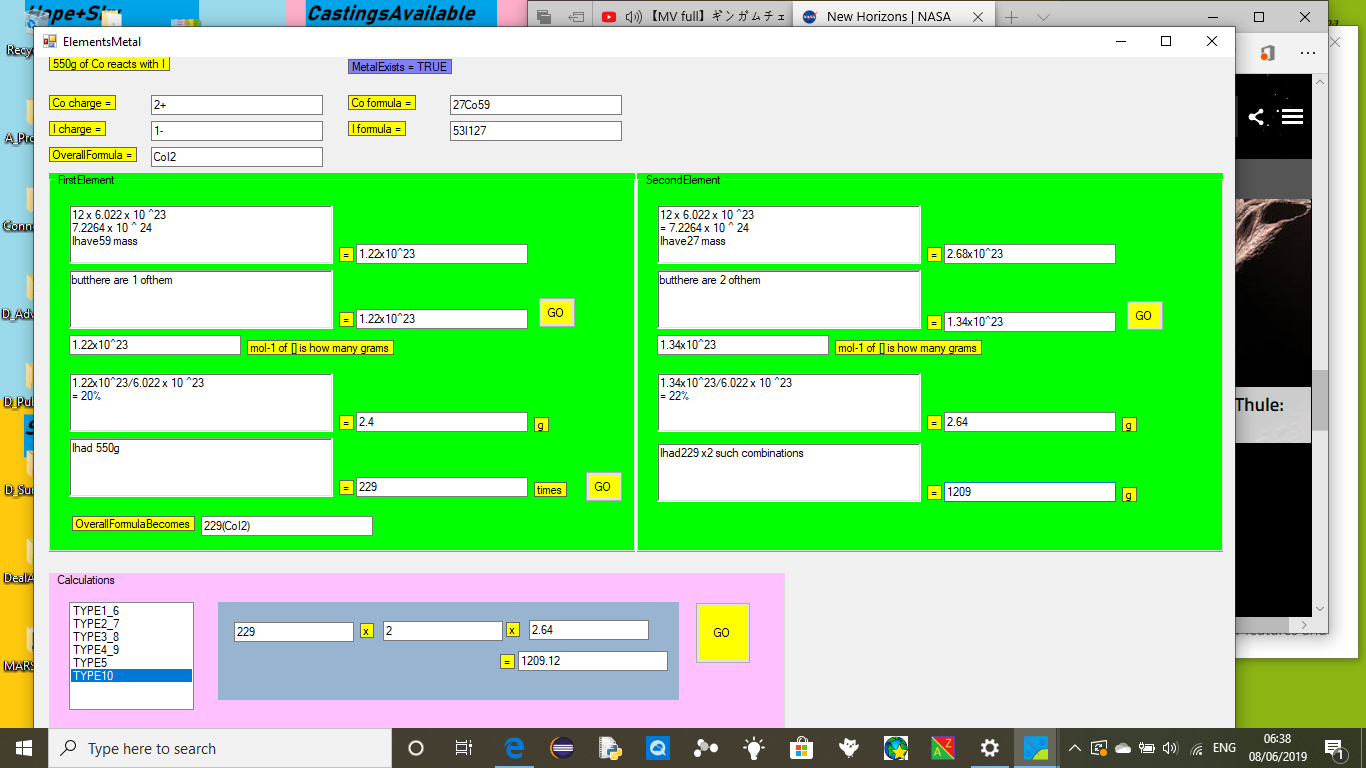 Hope+Sky
CastingsAvailable
【MV full】ギンガムチェ
New Horizons | NASA
ElementsMetal
550g of Co reacts with I
MetalExists = TRUE
Co charge =
2+
Co formula =
27Co59
I charge =
1-
I formula =
53I127
OverallFormula =
CoI2
FirstElement
12 x 6.022 x 10 ^23
7.2264 x 10 ^ 24
Ihave59 mass
=
1.22x10^23
butthere are 1 ofthem
=
1.22x10^23
GO
1.22x10^23
mol-1 of [] is how many grams
1.22x10^23/6.022 x 10 ^23
= 20%
=
2.4
g
Ihad 550g
=
229
times
GO
OverallFormulaBecomes
229(CoI2)
SecondElement
12 x 6.022 x 10 ^23
= 7.2264 x 10 ^ 24
Ihave27 mass
=
2.68x10^23
butthere are 2 ofthem
=
1.34x10^23
GO
1.34x10^23
mol-1 of [] is how many grams
1.34x10^23/6.022 x 10 ^23
= 22%
=
2.64
g
Ihad229 x2 such combinations
=
1209
g
Calculations
TYPE1_6
TYPE2_7
TYPE3_8
TYPE4_9
TYPE5
TYPE10
229
x
2
x
2.64
=
1209.12
GO
Thule:
Recy
A_Pro
Conn
D_Adv
D_Pul
D_Sur
DealA
MARS
Type here to search
ENG
06:38
08/06/2019
1